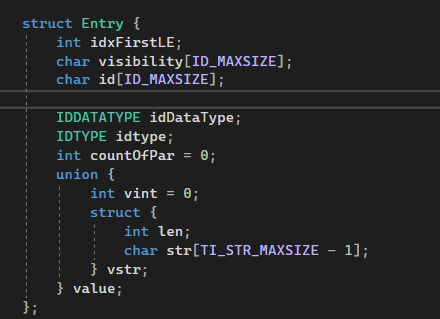 struct Entry {
int idxFirstLE;
char visibility[ID_MAXSIZE];
char id[ID_MAXSIZE];
IDDATATYPE idDataType;
IDTYPE idtype;
int countOfPar = 0;
union {
int vint = 0;
struct {
int len;
char str[TI_STR_MAXSIZE - 1];
} vstr;
} value;
};